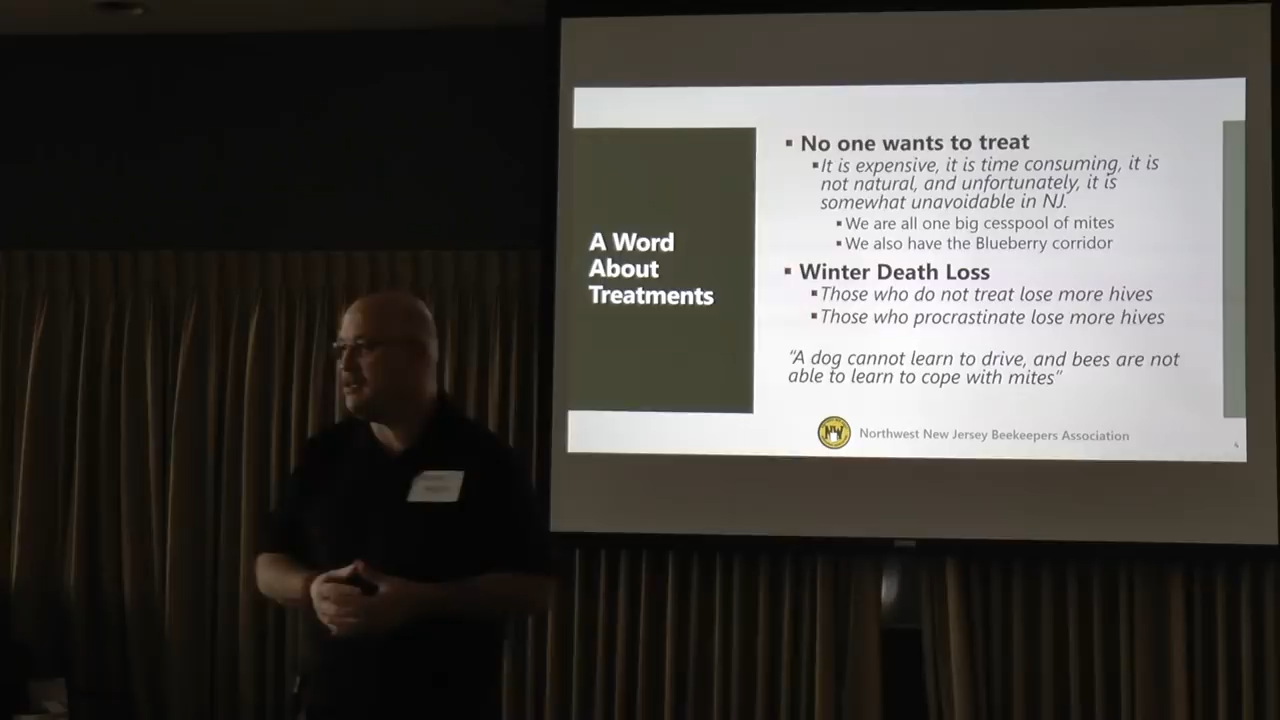 A Word
About
Treatments
▪ No one wants to treat
▪It is expensive, it is time consuming, it is
not natural, and unfortunately, it is
somewhat unavoidable in NJ.
▪We are all one big cesspool of mites
▪We also have the Blueberry corridor
▪ Winter Death Loss
▪Those who do not treat lose more hives
▪Those who procrastinate lose more hives
“A dog cannot learn to drive, and bees are not
able to learn to cope with mites”
NW
Northwest New Jersey Beekeepers Association
4